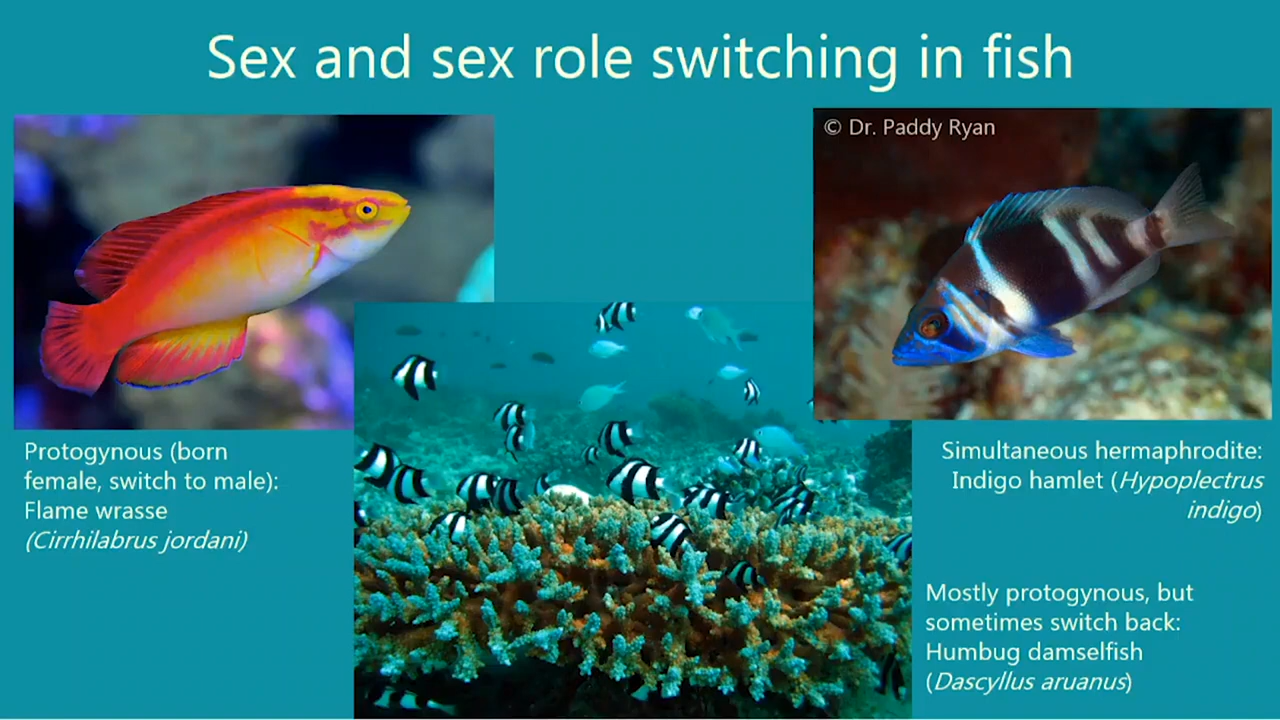 Sex and sex role switching in fish
© Dr. Paddy Ryan
Protogynous (born
female, switch to male):
Flame wrasse
(Cirrhilabrus jordani)
Simultaneous hermaphrodite:
Indigo hamlet (Hypoplectrus
indigo)
Mostly protogynous, but
sometimes switch back:
Humbug damselfish
(Dascyllus aruanus)